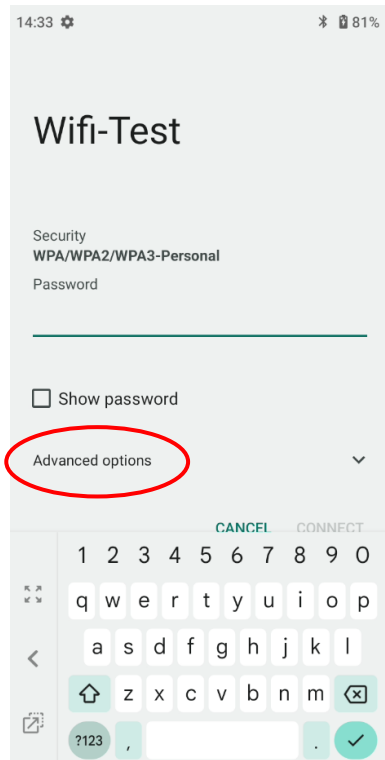 14:33 81%
Wifi-Test
Security
WPA/WPA2/WPA3-Personal
Password
Show password
Advanced options
CANCEL CONNECT
1 2 3 4 5 6 7 8 9 0
q w e r t y u i o p
a s d f g h j k l
z x c v b n m
?123 , .